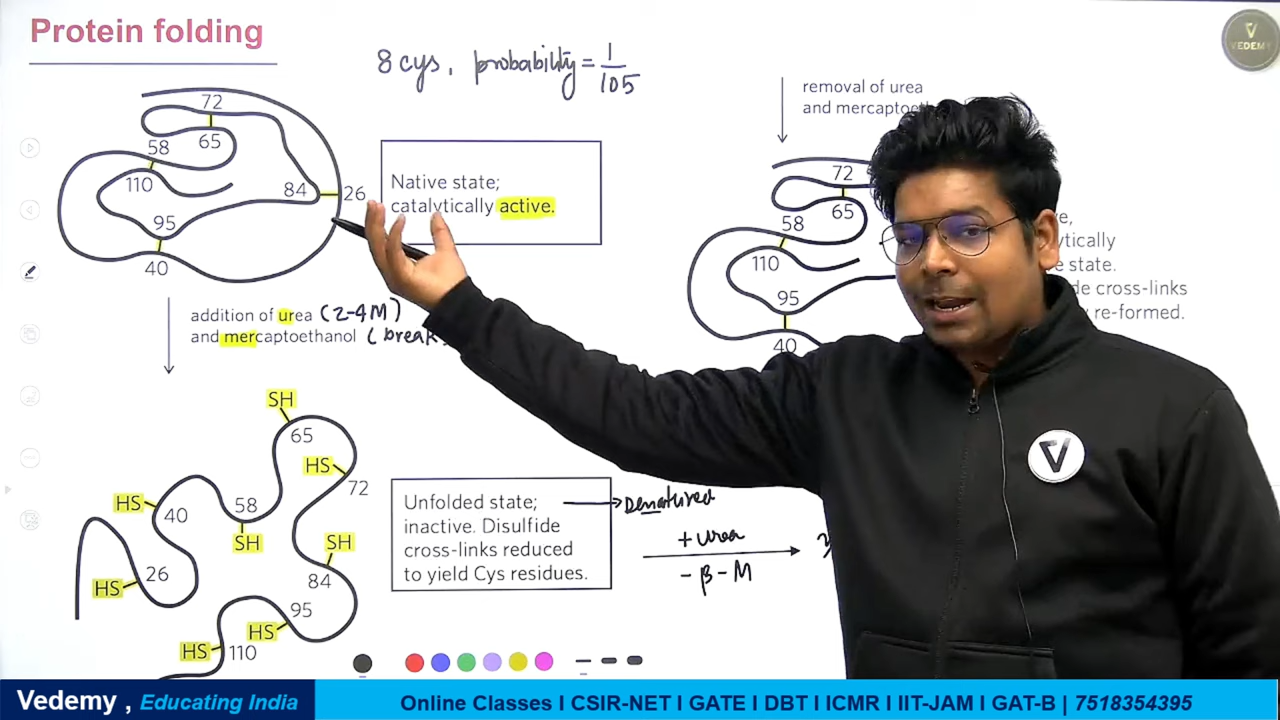 Protein folding
8 cys, probability = 1/105
VEDEMY
72
65
58
110
84
26
95
40
Native state;
catalytically active.
addition of urea (2-4M)
and mercaptoethanol (break
SH
65
HS
72
HS
40
58
SH
SH
84
HS
26
95
HS
HS
110
Unfolded state;
inactive. Disulfide
cross-links reduced
to yield Cys residues.
Denatured
+ urea
- β - M
removal of urea
and
72
65
58
110
95
40
state.
cross-links
re-formed.
Vedemy , Educating India
Online Classes I CSIR-NET I GATE I DBT I ICMR I IIT-JAM I GAT-B | 7518354395